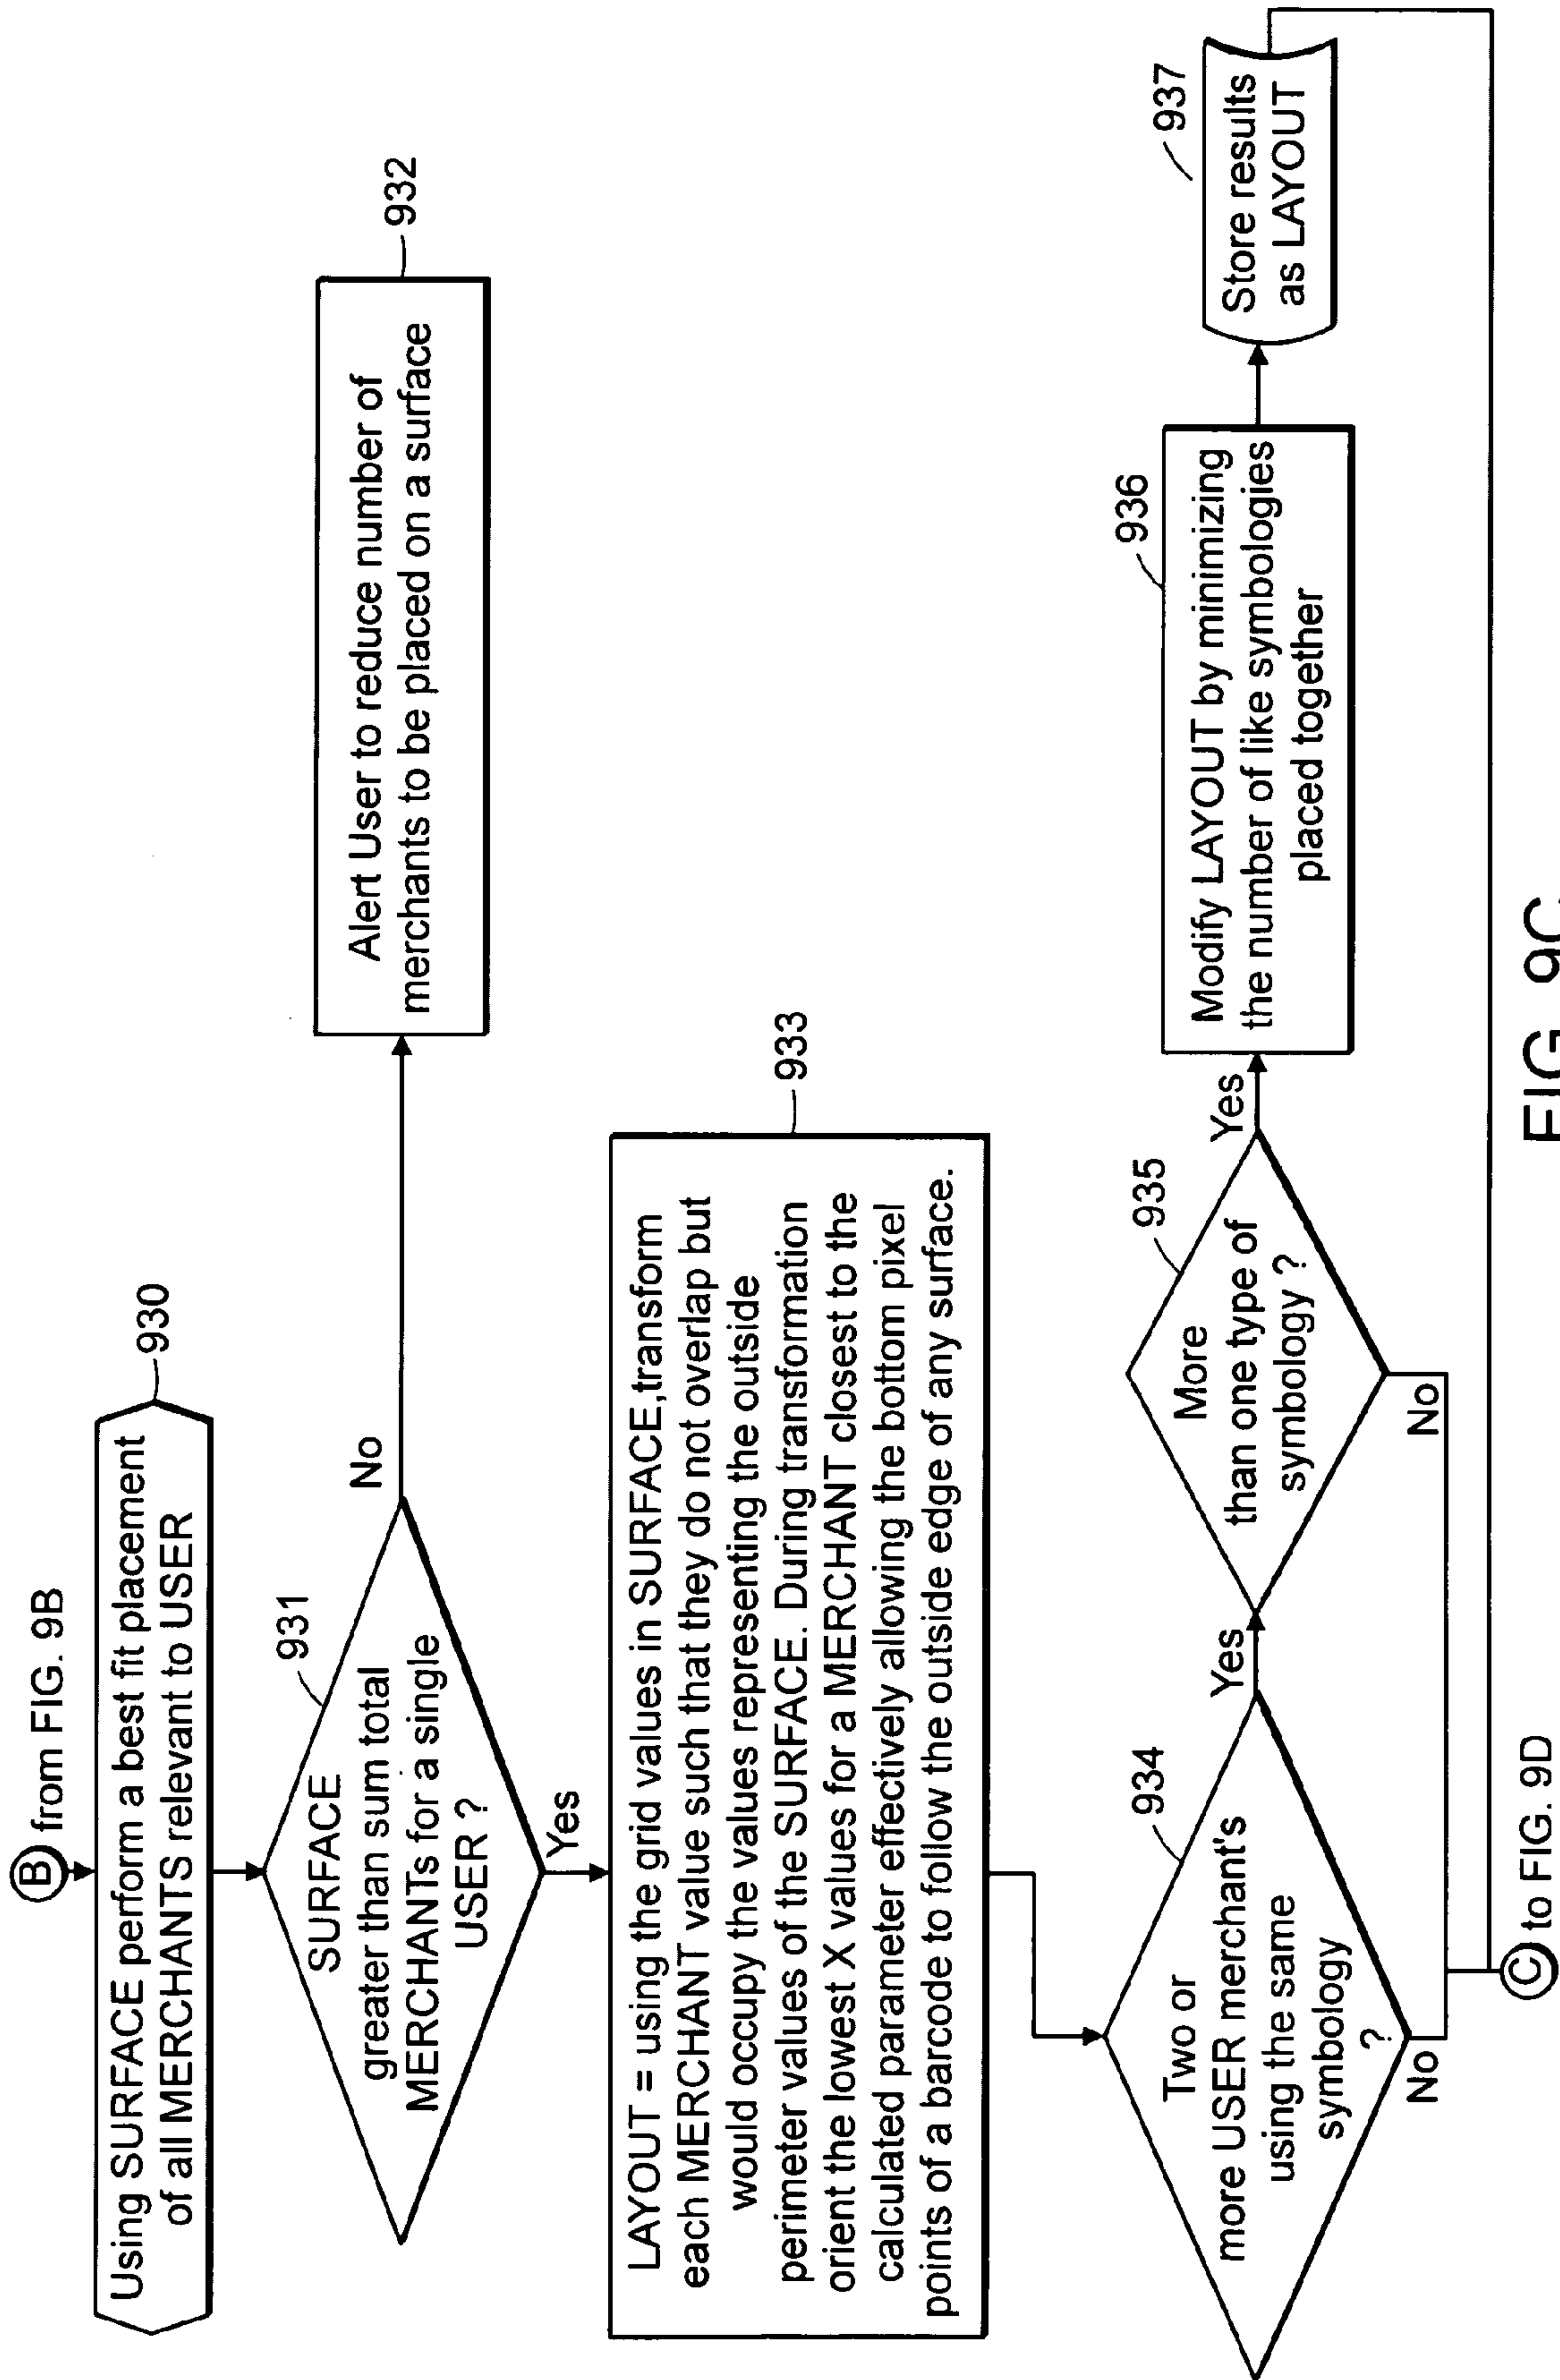 B from FIG. 9B
930
Using SURFACE perform a best fit placement
of all MERCHANTS relevant to USER
931
SURFACE
greater than sum total
MERCHANTs for a single
USER ?
No
Yes
932
Alert User to reduce number of
merchants to be placed on a surface
933
LAYOUT = using the grid values in SURFACE,transform
each MERCHANT value such that they do not overlap but
would occupy the values representing the outside
perimeter values of the SURFACE. During transformation
orient the lowest X values for a MERCHANT closest to the
calculated parameter effectively allowing the bottom pixel
points of a barcode to follow the outside edge of any surface.
934
Two or
more USER merchant's
using the same
symbology
?
No
Yes
935
More
than one type of
symbology ?
No
Yes
936
Modify LAYOUT by minimizing
the number of like symbologies
placed together
937
Store results
as LAYOUT
C to FIG. 9D
FIG. 9C